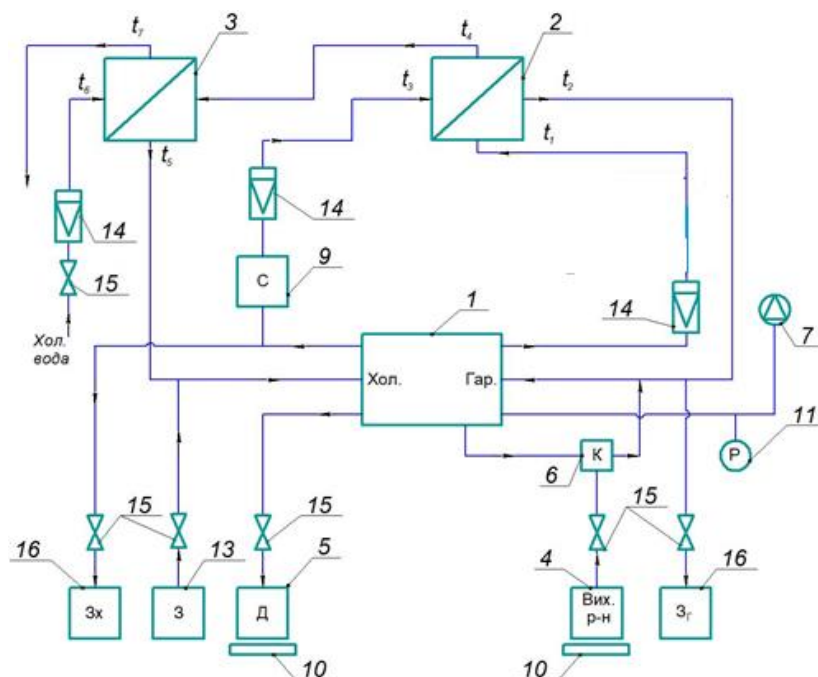 t₇
3
t₄
2
t₆
t₃
t₂
t₅
t₁
14
14
9
15
С
1
14
7
Хол.
вода
Хол.
Гар.
11
К
Р
6
15
15
15
16
13
5
4
16
Зх
З
Д
Вих.
р-н
Зг
10
10